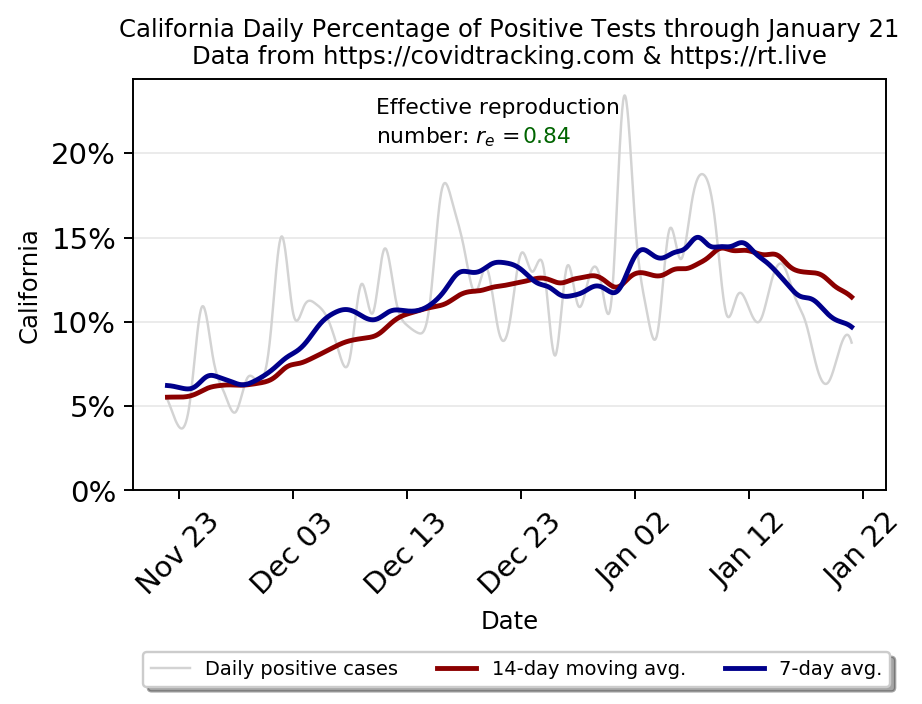 California Daily Percentage of Positive Tests through January 21
Data from https://covidtracking.com & https://rt.live
Effective reproduction
number: rₑ =0.84
20%
15%
10%
5%
0%
California
Nov 23
Dec 03
Dec 13
Dec 23
Jan 02
Jan 12
Jan 22
Date
Daily positive cases
14-day moving avg.
7-day avg.